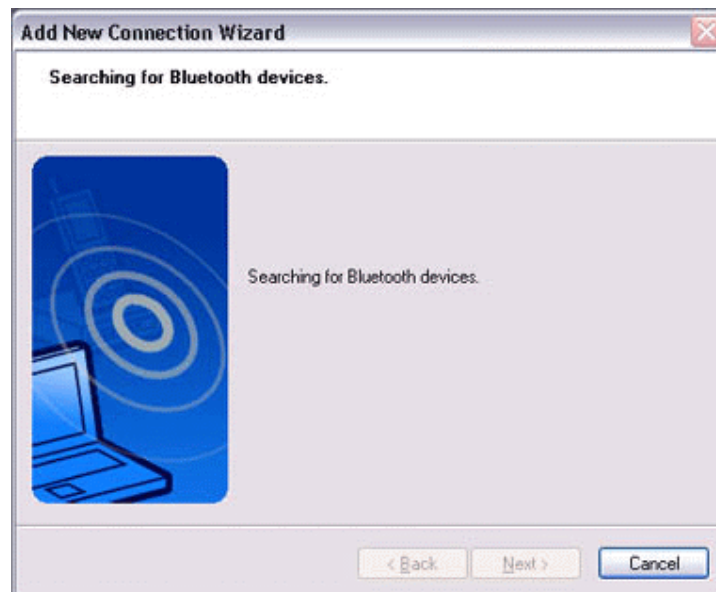 Add New Connection Wizard
Searching for Bluetooth devices.
Searching for Bluetooth devices.
< Back Next > Cancel